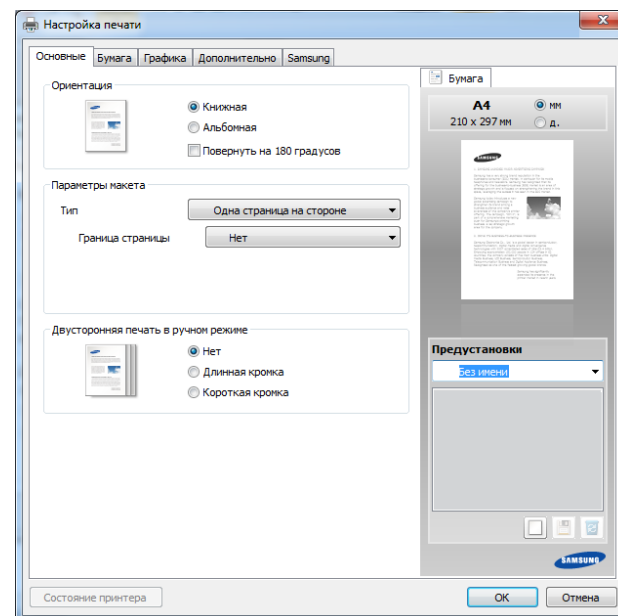 Настройка печати
Основные Бумага Графика Дополнительно Samsung
Ориентация
Книжная
Альбомная
Повернуть на 180 градусов
Параметры макета
Тип
Одна страница на стороне
Граница страницы
Нет
Двусторонняя печать в ручном режиме
Нет
Длинная кромка
Короткая кромка
Бумага
A4
210 x 297 мм
мм
д.
SAMSUNG
Предустановки
Без имени
SAMSUNG
Состояние принтера
OK
Отмена